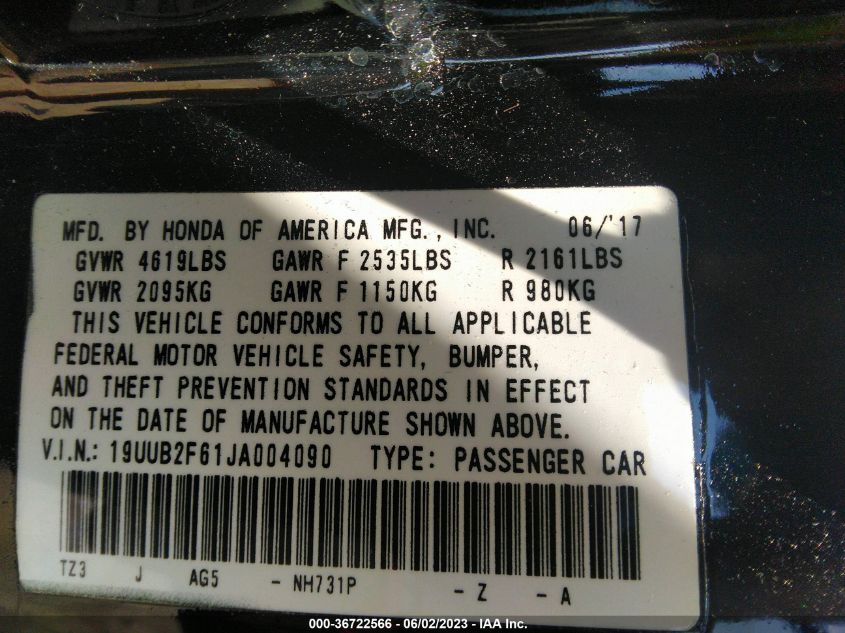 MFD. BY HONDA OF AMERICA MFG., INC. 06/'17
GVWR 4619LBS GAWR F 2535LBS R 2161LBS
GVWR 2095KG GAWR F 1150KG R 980KG
THIS VEHICLE CONFORMS TO ALL APPLICABLE
FEDERAL MOTOR VEHICLE SAFETY, BUMPER,
AND THEFT PREVENTION STANDARDS IN EFFECT
ON THE DATE OF MANUFACTURE SHOWN ABOVE.
V.I.N.: 19UUB2F61JA004090 TYPE: PASSENGER CAR
TZ3 J AG5 - NH731P - Z - A
000-36722566 - 06/02/2023 - IAA Inc.